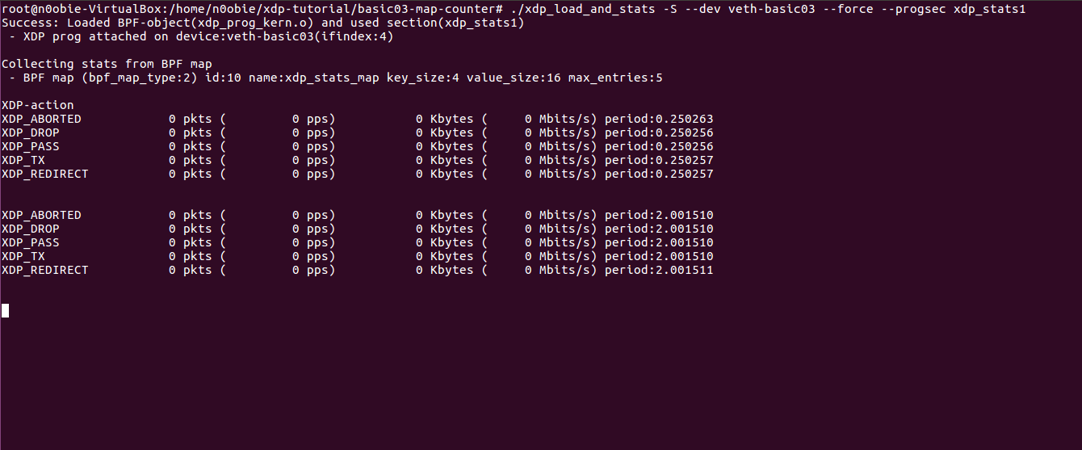 root@n0obie-VirtualBox:/home/n0obie/xdp-tutorial/basic03-map-counter# ./xdp_load_and_stats -S --dev veth-basic03 --force --progsec xdp_stats1
Success: Loaded BPF-object(xdp_prog_kern.o) and used section(xdp_stats1)
 - XDP prog attached on device:veth-basic03(ifindex:4)
Collecting stats from BPF map
 - BPF map (bpf_map_type:2) id:10 name:xdp_stats_map key_size:4 value_size:16 max_entries:5
XDP-action
XDP_ABORTED            0 pkts (         0 pps)           0 Kbytes (     0 Mbits/s) period:0.250263
XDP_DROP               0 pkts (         0 pps)           0 Kbytes (     0 Mbits/s) period:0.250256
XDP_PASS               0 pkts (         0 pps)           0 Kbytes (     0 Mbits/s) period:0.250256
XDP_TX                 0 pkts (         0 pps)           0 Kbytes (     0 Mbits/s) period:0.250257
XDP_REDIRECT           0 pkts (         0 pps)           0 Kbytes (     0 Mbits/s) period:0.250257
XDP_ABORTED            0 pkts (         0 pps)           0 Kbytes (     0 Mbits/s) period:2.001510
XDP_DROP               0 pkts (         0 pps)           0 Kbytes (     0 Mbits/s) period:2.001510
XDP_PASS               0 pkts (         0 pps)           0 Kbytes (     0 Mbits/s) period:2.001510
XDP_TX                 0 pkts (         0 pps)           0 Kbytes (     0 Mbits/s) period:2.001510
XDP_REDIRECT           0 pkts (         0 pps)           0 Kbytes (     0 Mbits/s) period:2.001511